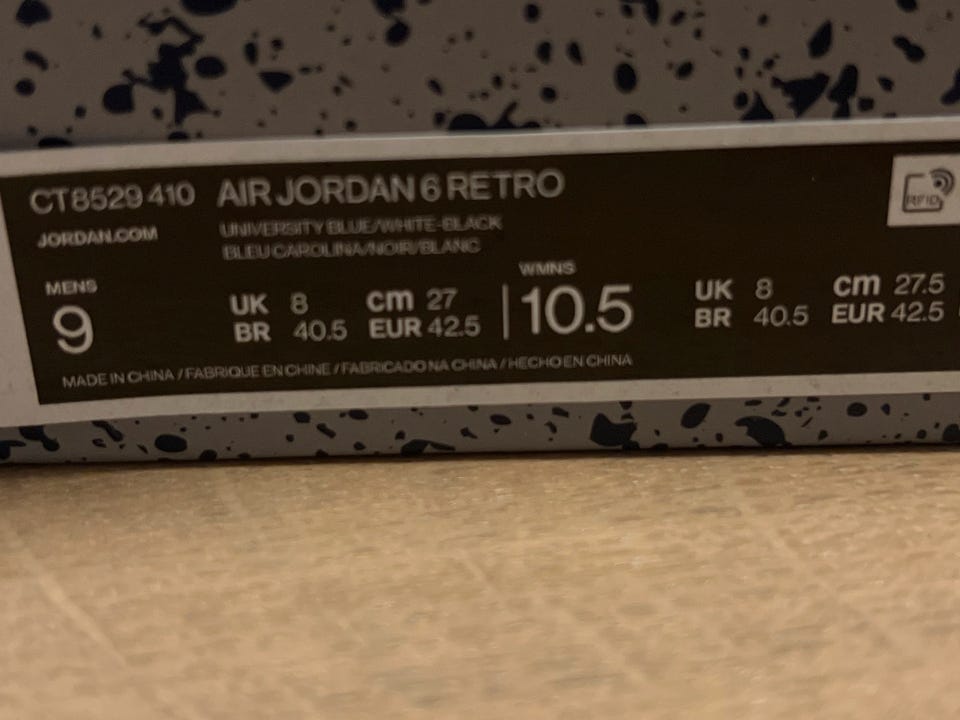 CT8529 410 AIR JORDAN 6 RETRO
JORDAN.COM UNIVERSITY BLUE/WHITE-BLACK
BLEU CAROLINA/NOIR/BLANC
RFID
MENS WMNS
9 UK 8 cm 27 10.5 UK 8 cm 27.5
BR 40.5 EUR 42.5 BR 40.5 EUR 42.5
MADE IN CHINA / FABRIQUE EN CHINE / FABRICADO NA CHINA / HECHO EN CHINA